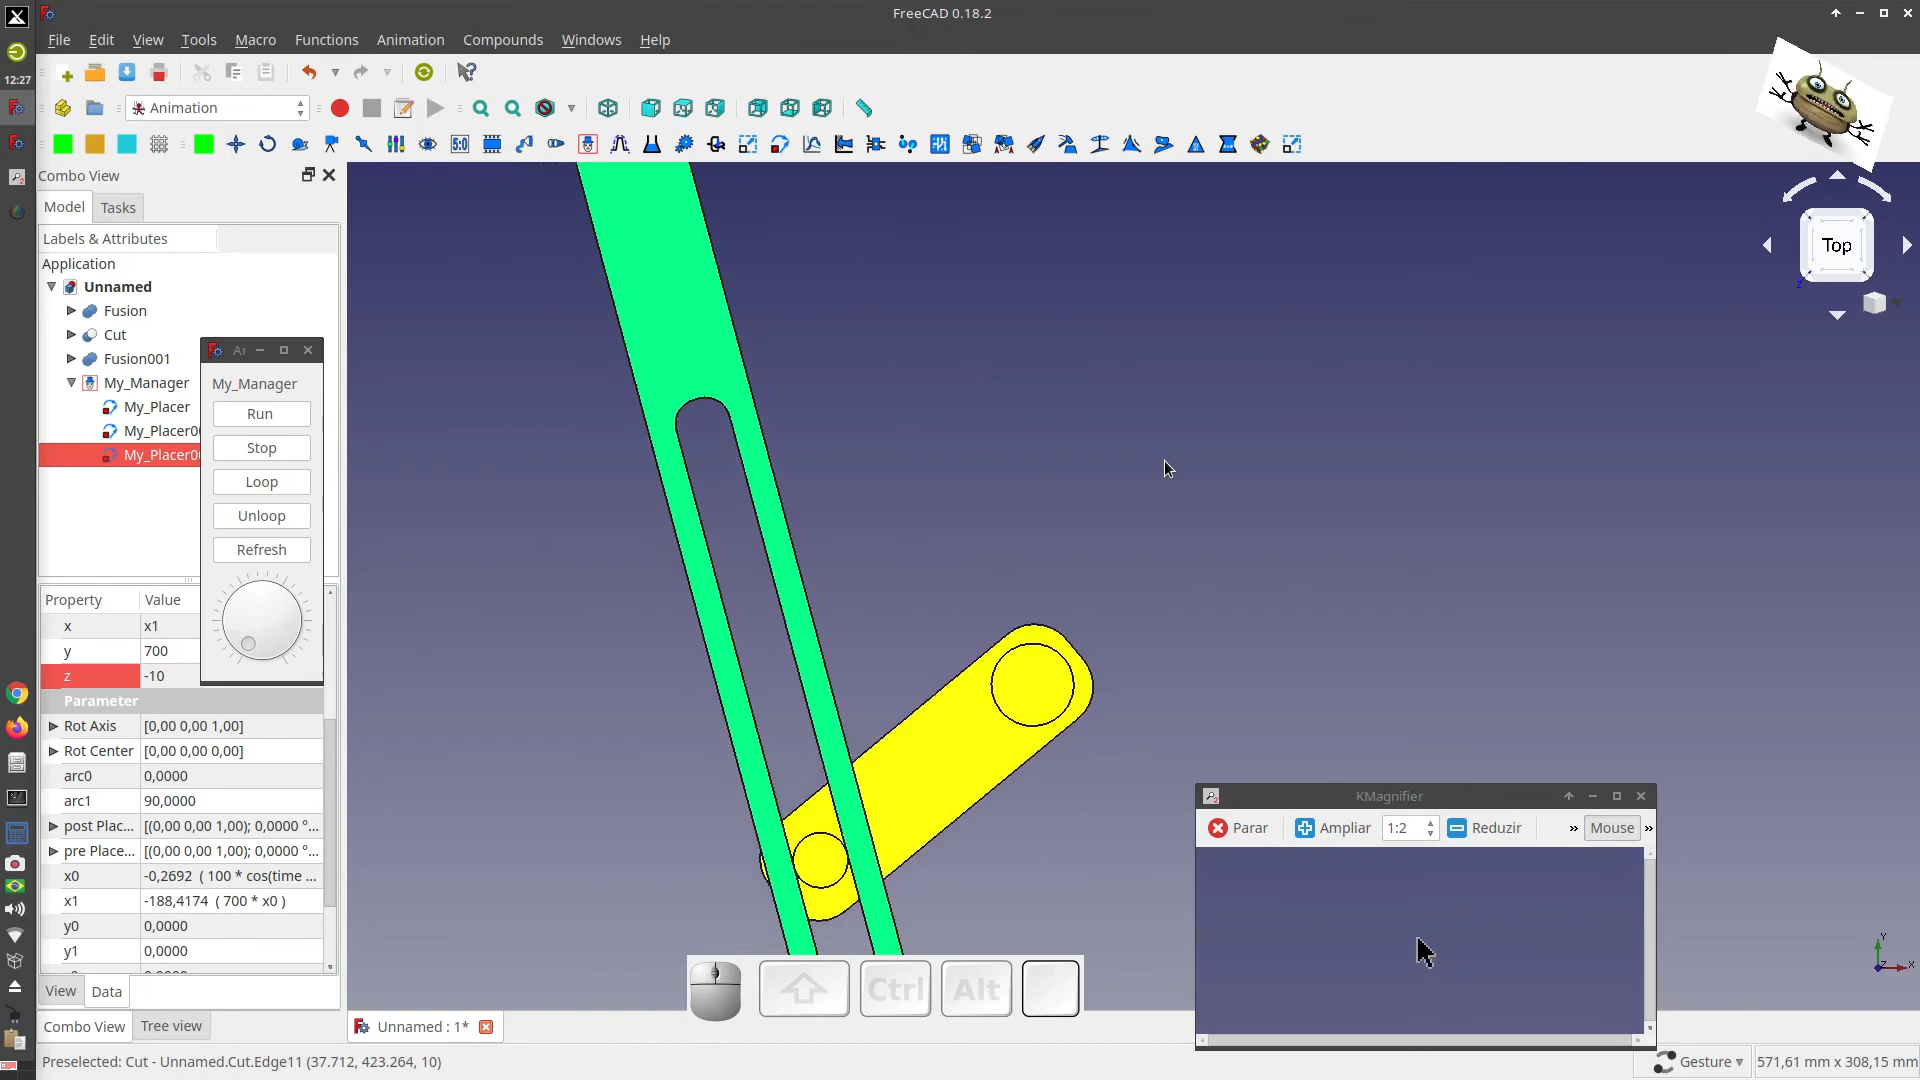 FreeCAD 0.18.2
File Edit View Tools Macro Functions Animation Compounds Windows Help
12:27
Animation
5:0
Combo View
Model Tasks
Labels & Attributes
Application
Unnamed
Fusion
Cut
Fusion001
My_Manager
My_Placer
My_Placer0
My_Placer0
Ar
My_Manager
Run
Stop
Loop
Unloop
Refresh
Property Value
x x1
y 700
z -10
Parameter
Rot Axis [0,00 0,00 1,00]
Rot Center [0,00 0,00 0,00]
arc0 0,0000
arc1 90,0000
post Plac... [(0,00 0,00 1,00); 0,0000 °...
pre Place... [(0,00 0,00 1,00); 0,0000 °...
x0 -0,2692 ( 100 * cos(time ...
x1 -188,4174 ( 700 * x0 )
y0 0,0000
y1 0,0000
View Data
Combo View Tree view
Top
z
KMagnifier
Parar Ampliar 1:2 Reduzir » Mouse »
Y
Z X
Ctrl Alt
Unnamed : 1*
Preselected: Cut - Unnamed.Cut.Edge11 (37.712, 423.264, 10)
Gesture 571,61 mm x 308,15 mm